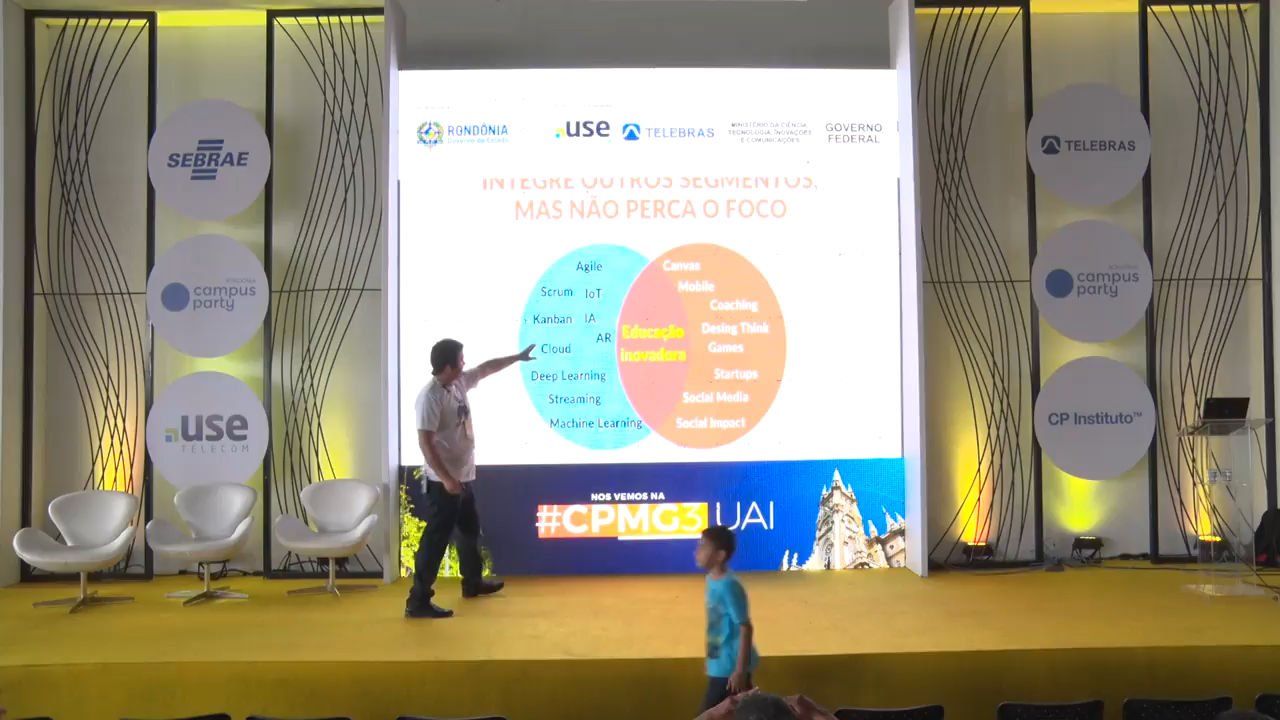 SEBRAE
RONDÔNIA
campus
party
USE
TELECOM
RONDÔNIA
Governo do Estado
USE
TELEBRAS
MINISTÉRIO DA CIÊNCIA,
TECNOLOGIA, INOVAÇÕES
E COMUNICAÇÕES
GOVERNO
FEDERAL
INTEGRE OUTROS SEGMENTOS,
MAS NÃO PERCA O FOCO
Agile
Scrum IoT
Kanban IA
AR
Cloud
Deep Learning
Streaming
Machine Learning
Educação
inovadora
Canvas
Mobile
Coaching
Desing Think
Games
Startups
Social Media
Social Impact
NOS VEMOS NA
#CPMG3 UAI
TELEBRAS
campus
party
CP Instituto™